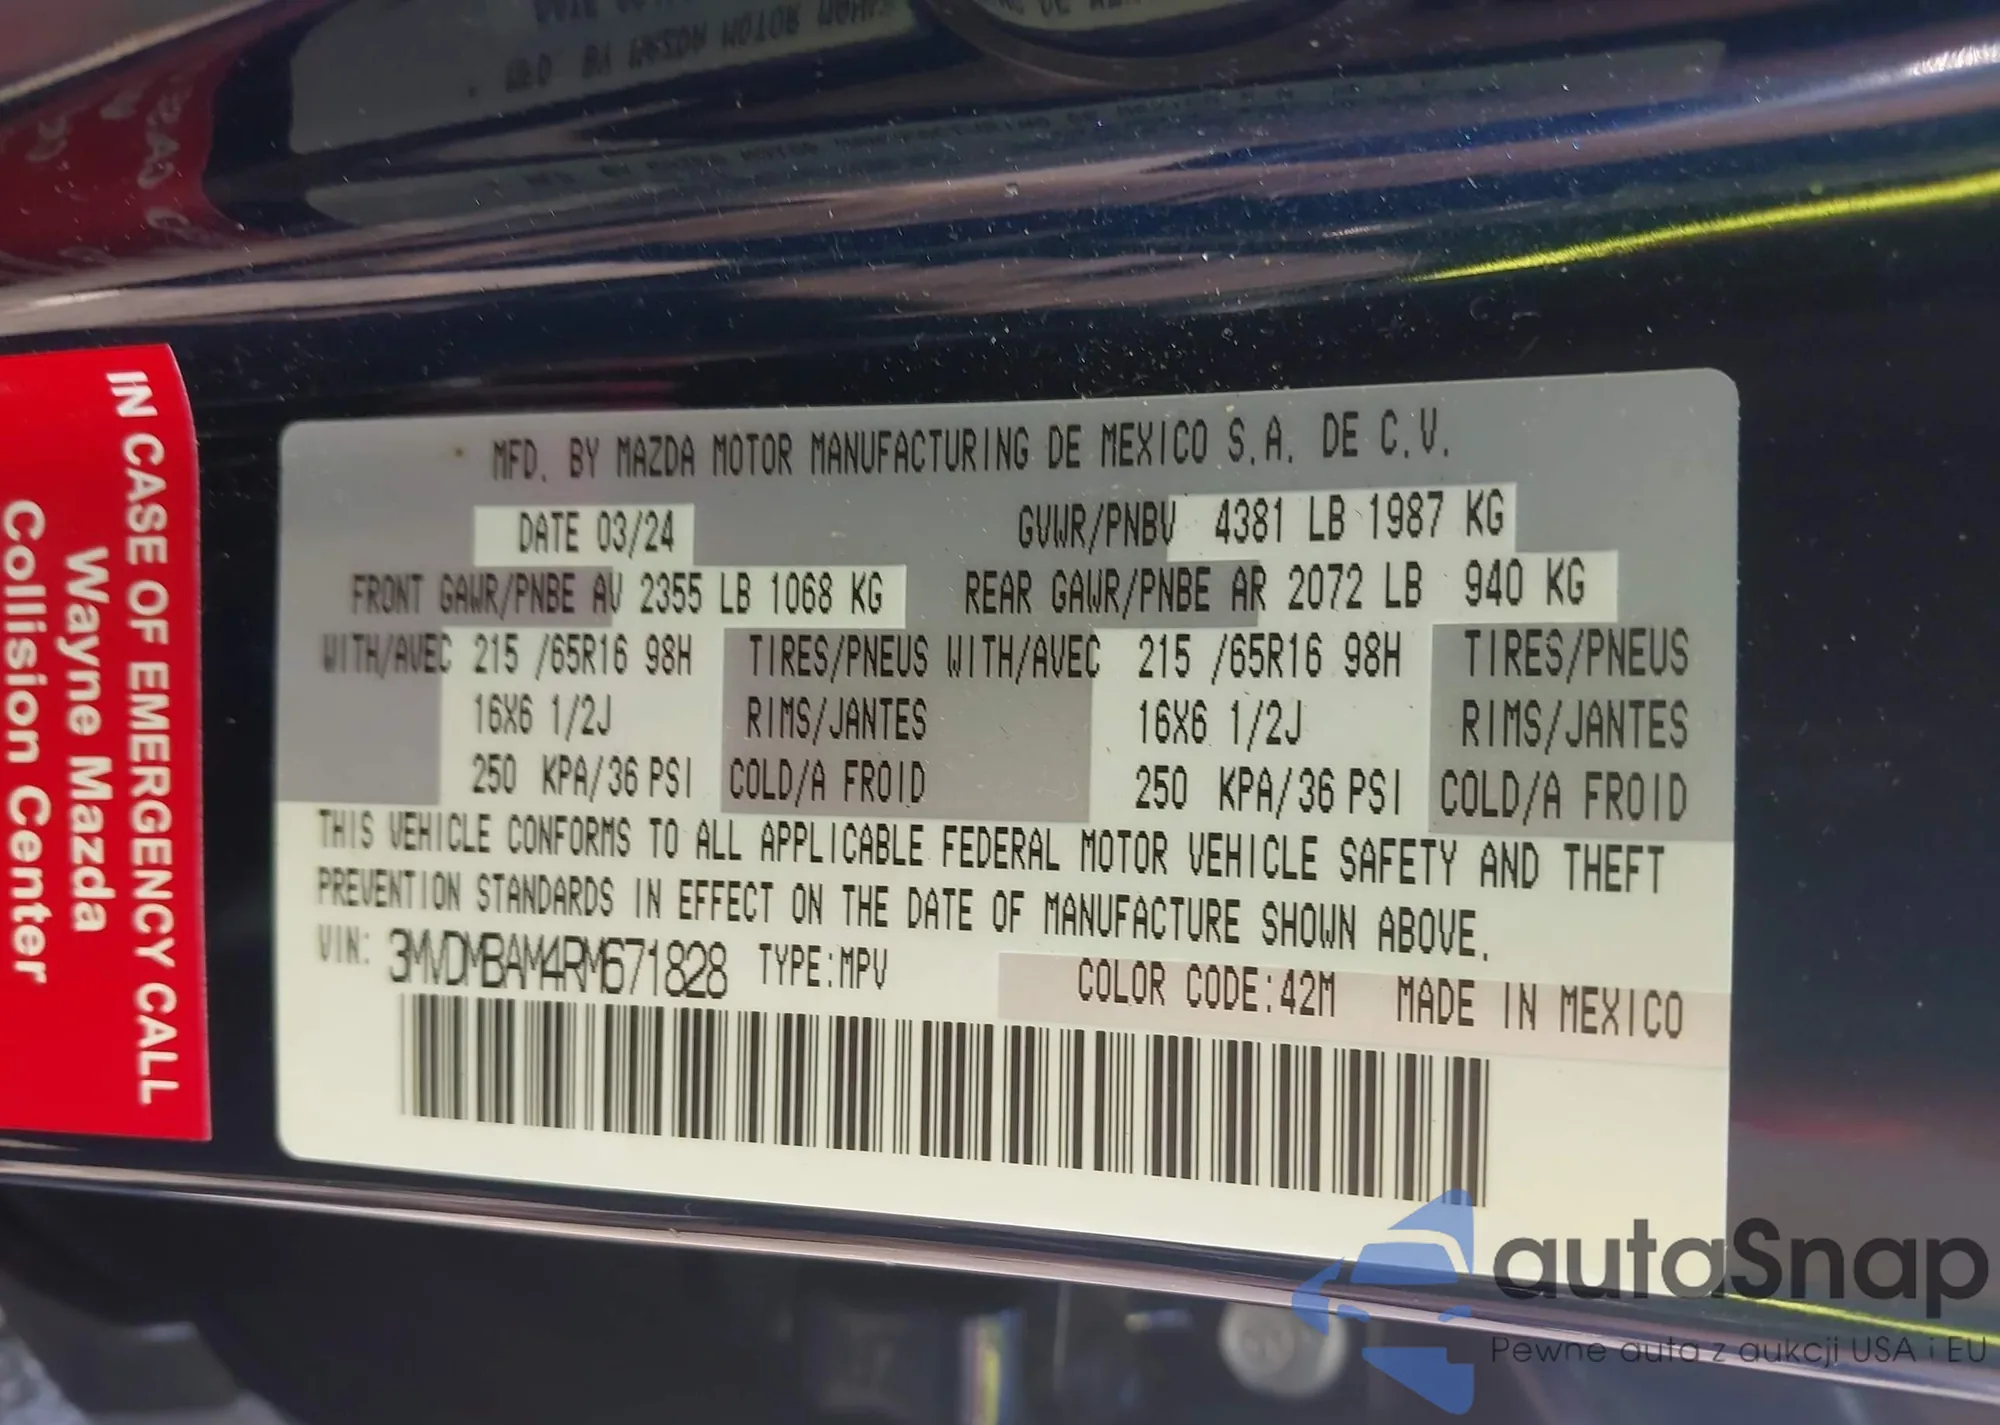 IN CASE OF EMERGENCY CALL
Wayne Mazda
Collision Center
MFD. BY MAZDA MOTOR MANUFACTURING DE MEXICO S.A. DE C.V.
DATE 03/24 GVWR/PNBV 4381 LB 1987 KG
FRONT GAWR/PNBE AV 2355 LB 1068 KG REAR GAWR/PNBE AR 2072 LB 940 KG
WITH/AVEC 215 /65R16 98H TIRES/PNEUS WITH/AVEC 215 /65R16 98H TIRES/PNEUS
16X6 1/2J RIMS/JANTES 16X6 1/2J RIMS/JANTES
250 KPA/36 PSI COLD/A FROID 250 KPA/36 PSI COLD/A FROID
THIS VEHICLE CONFORMS TO ALL APPLICABLE FEDERAL MOTOR VEHICLE SAFETY AND THEFT
PREVENTION STANDARDS IN EFFECT ON THE DATE OF MANUFACTURE SHOWN ABOVE.
VIN: 3MVDMBAM4RM671828 TYPE:MPV COLOR CODE:42M MADE IN MEXICO
autaSnap
Pewne auta z aukcji USA i EU